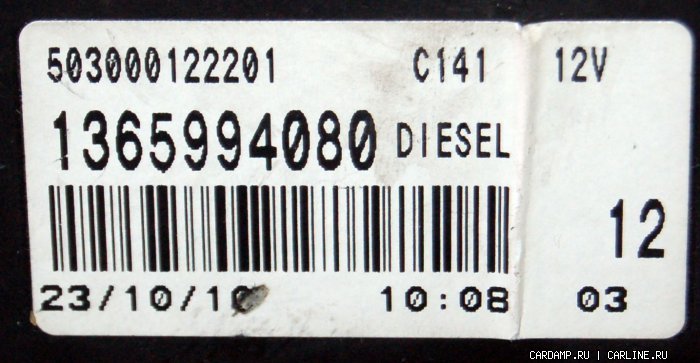 503000122201 C141 12V
1365994080 DIESEL
12
23/10/10 10:08 03
CARDAMP.RU | CARLINE.RU